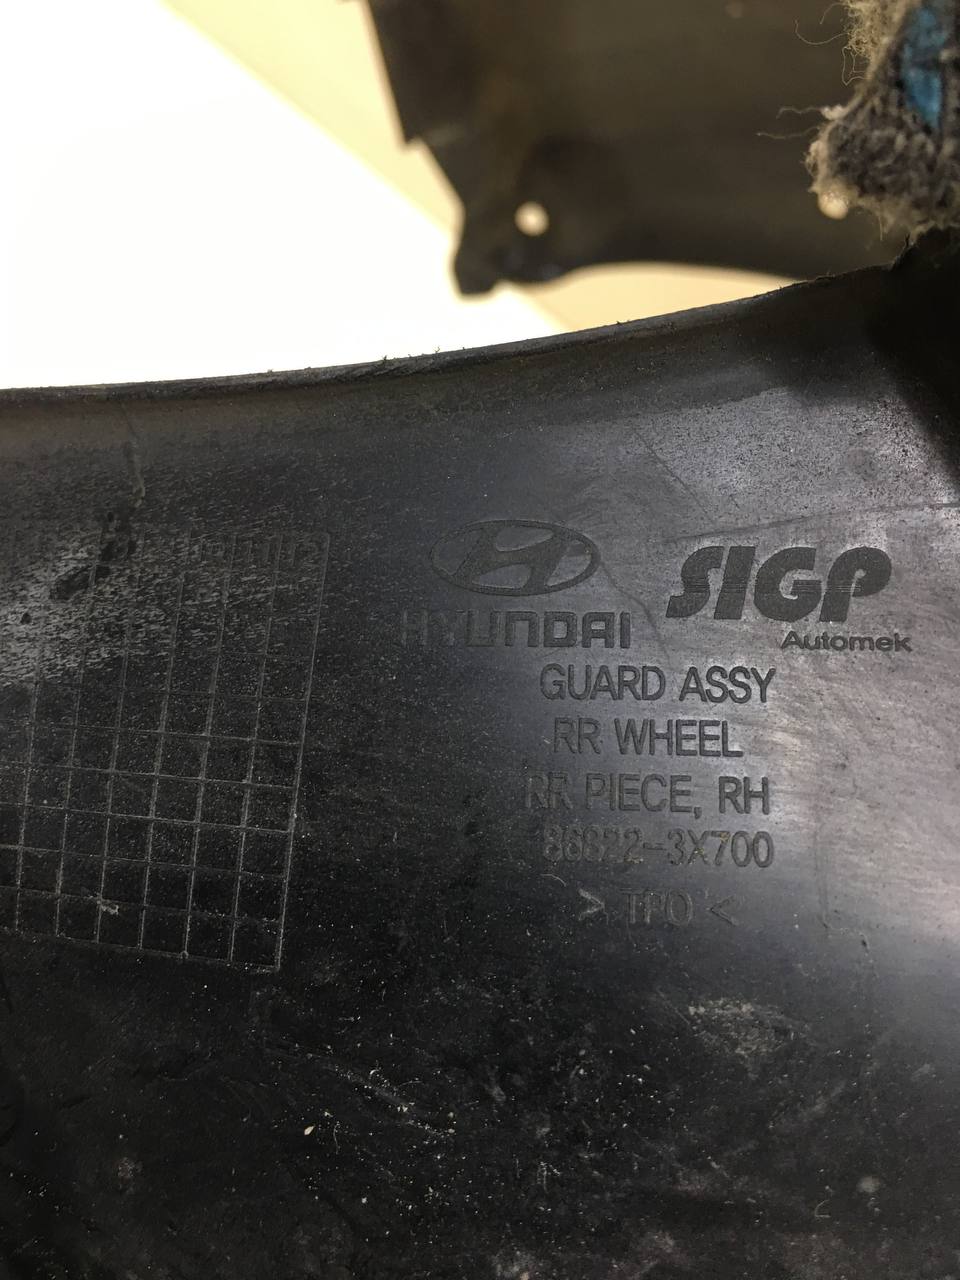 HYUNDAI
SIGP
Automek
GUARD ASSY
RR WHEEL
RR PIECE, RH
86822-3X700
> TPO <